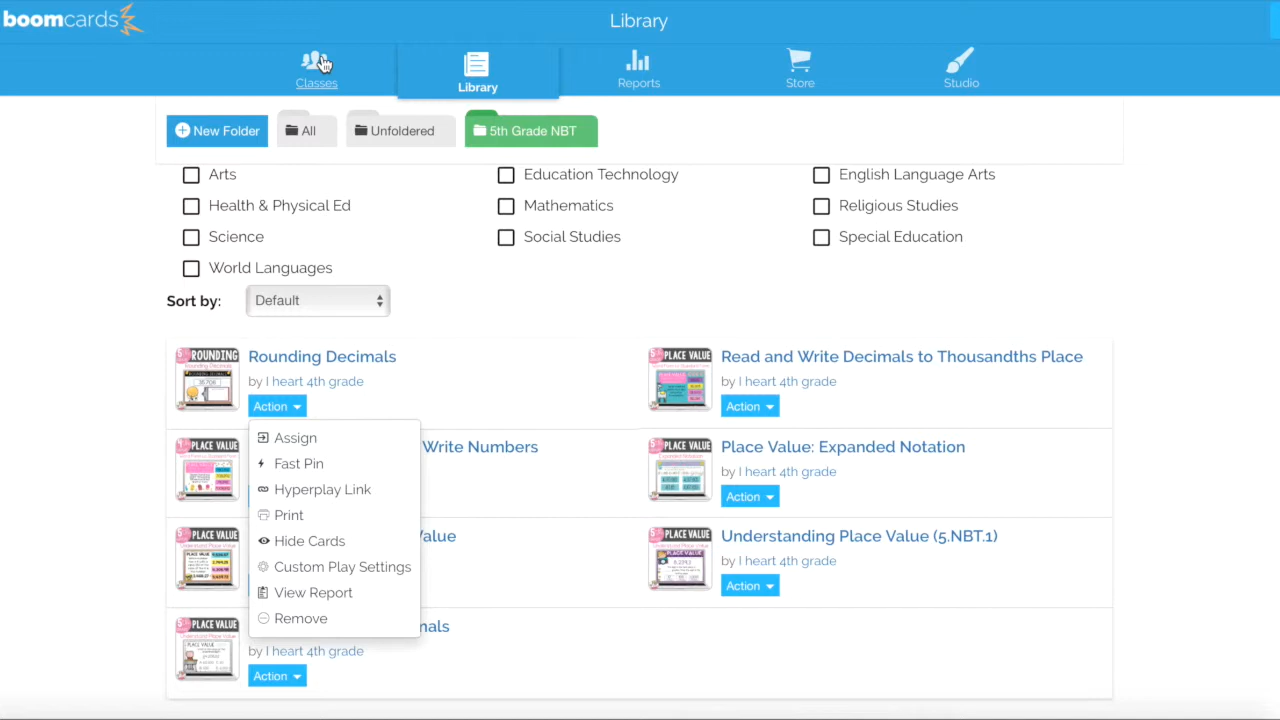 boomcards
Library
Classes
Library
Reports
Store
Studio
New Folder
All
Unfoldered
5th Grade NBT
Arts
Education Technology
English Language Arts
Health & Physical Ed
Mathematics
Religious Studies
Science
Social Studies
Special Education
World Languages
Sort by:
Default
ROUNDING
Rounding Decimals
Rounding Decimals
by I heart 4th grade
Action
PLACE VALUE
Read and Write Decimals to Thousandths Place
by I heart 4th grade
Action
Assign
Fast Pin
Hyperplay Link
Print
Hide Cards
Custom Play Settings
View Report
Remove
PLACE VALUE
Write Numbers
PLACE VALUE
Place Value: Expanded Notation
by I heart 4th grade
Action
PLACE VALUE
Value
PLACE VALUE
Understanding Place Value (5.NBT.1)
by I heart 4th grade
Action
PLACE VALUE
PLACE VALUE
mals
by I heart 4th grade
Action